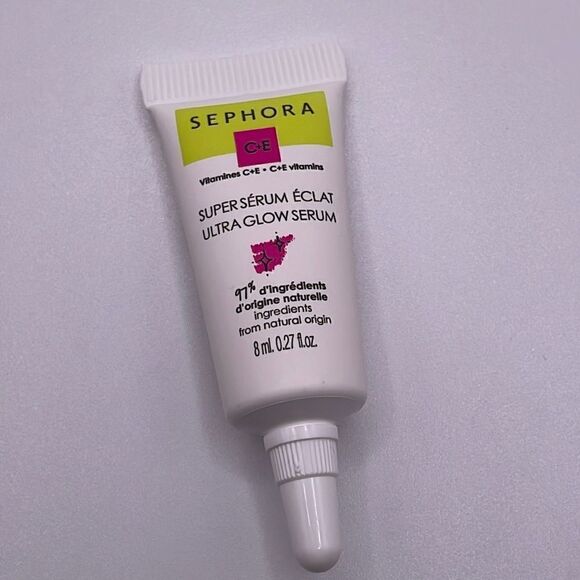 SEPHORA
C+E
Vitamines C+E • C+E vitamins
SUPER SÉRUM ÉCLAT
ULTRA GLOW SERUM
97% d'ingrédients
d'origine naturelle
ingredients
from natural origin
8 ml. 0.27 fl.oz.